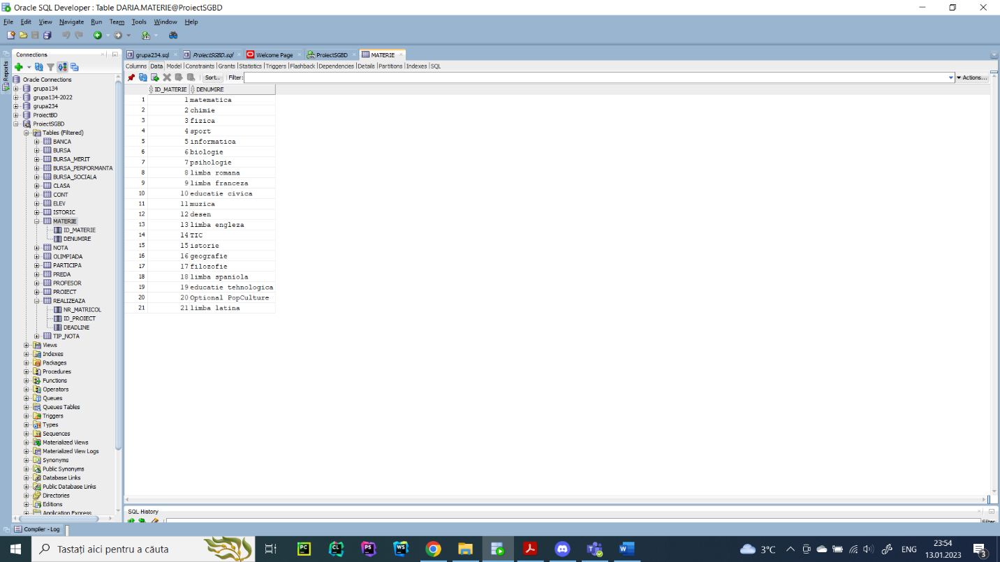 Oracle SQL Developer : Table DARIA.MATERIE@ProiectSGBD
File Edit View Navigate Run Team Tools Window Help
Connections
grupa234.sql ProiectSGBD.sql Welcome Page ProiectSGBD MATERIE
Reports
Columns Data Model Constraints Grants Statistics Triggers Flashback Dependencies Details Partitions Indexes SQL
Sort.. Filter: Actions...
Oracle Connections
grupa134
grupa134-2022
grupa234
ProiectBD
ProiectSGBD
Tables (Filtered)
BANCA
BURSA
BURSA_MERIT
BURSA_PERFORMANTA
BURSA_SOCIALA
CLASA
CONT
ELEV
ISTORIC
MATERIE
ID_MATERIE
DENUMIRE
NOTA
OLIMPIADA
PARTICIPA
PREDA
PROFESOR
PROIECT
REALIZEAZA
NR_MATRICOL
ID_PROIECT
DEADLINE
TIP_NOTA
Views
Indexes
Packages
Procedures
Functions
Operators
Queues
Queues Tables
Triggers
Types
Sequences
Materialized Views
Materialized View Logs
Synonyms
Public Synonyms
Database Links
Public Database Links
Directories
Editions
Application Express
ID_MATERIE DENUMIRE
1 1 matematica
2 2 chimie
3 3 fizica
4 4 sport
5 5 informatica
6 6 biologie
7 7 psihologie
8 8 limba romana
9 9 limba franceza
10 10 educatie civica
11 11 muzica
12 12 desen
13 13 limba engleza
14 14 TIC
15 15 istorie
16 16 geografie
17 17 filozofie
18 18 limba spaniola
19 19 educatie tehnologica
20 20 Optional PopCulture
21 21 limba latina
SQL History
Filter
Compiler - Log
Tastați aici pentru a căuta
PC CL PS WS
3°C
ENG
23:54
13.01.2023
3